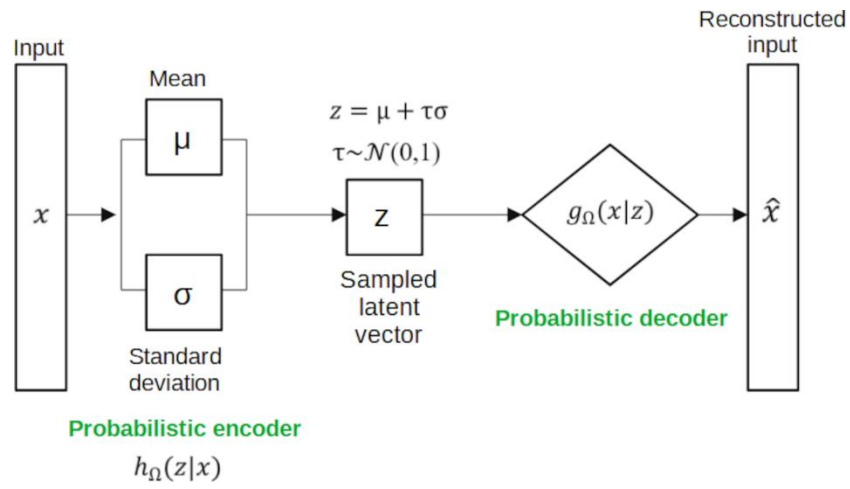 Input
x
Mean
μ
σ
Standard
deviation
Probabilistic encoder
h_Ω(z|x)
z = μ + τσ
τ~𝒩(0,1)
z
Sampled
latent
vector
g_Ω(x|z)
Probabilistic decoder
Reconstructed
input
x̂